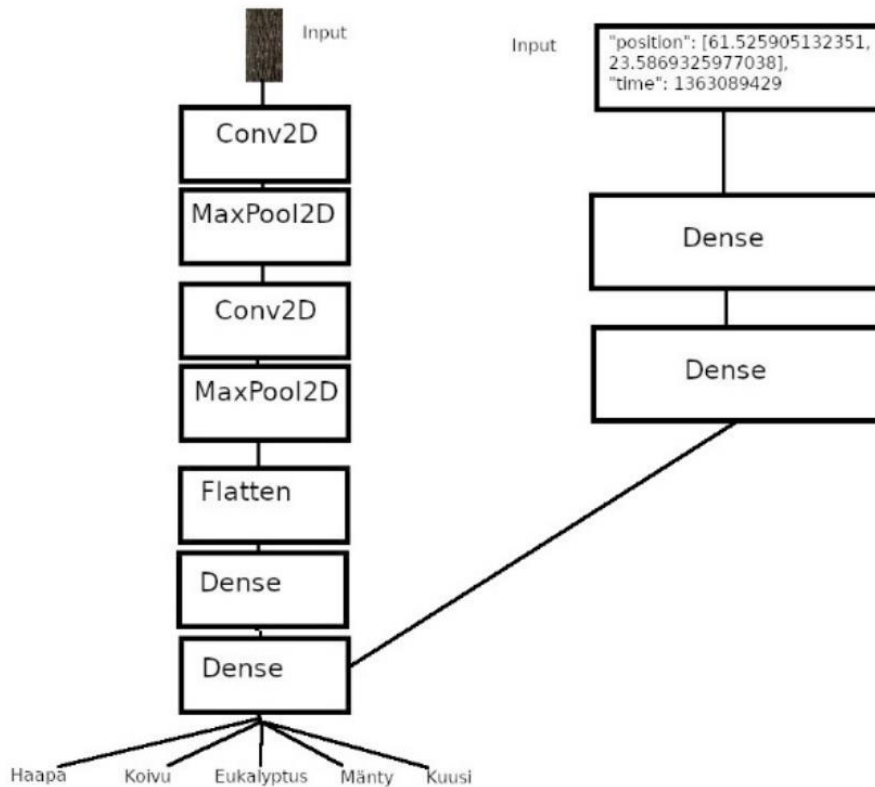 Input
Conv2D
MaxPool2D
Conv2D
MaxPool2D
Flatten
Dense
Dense
Haapa Koivu Eukalyptus Mänty Kuusi
Input
"position": [61.525905132351,
23.5869325977038],
"time": 1363089429
Dense
Dense